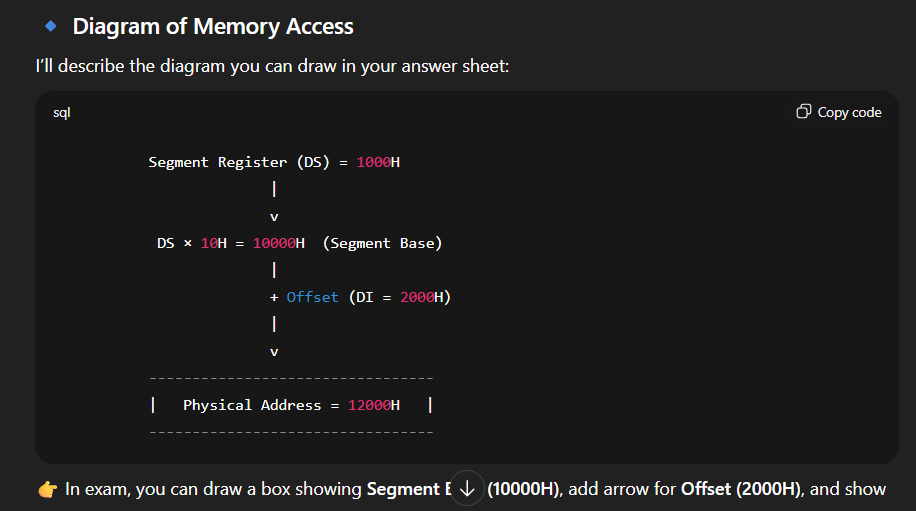 Diagram of Memory Access
I'll describe the diagram you can draw in your answer sheet:
sql
Copy code
Segment Register (DS) = 1000H
|
v
DS × 10H = 10000H (Segment Base)
|
+ Offset (DI = 2000H)
|
v
---------------------------------
| Physical Address = 12000H |
---------------------------------
👉 In exam, you can draw a box showing Segment (10000H), add arrow for Offset (2000H), and show